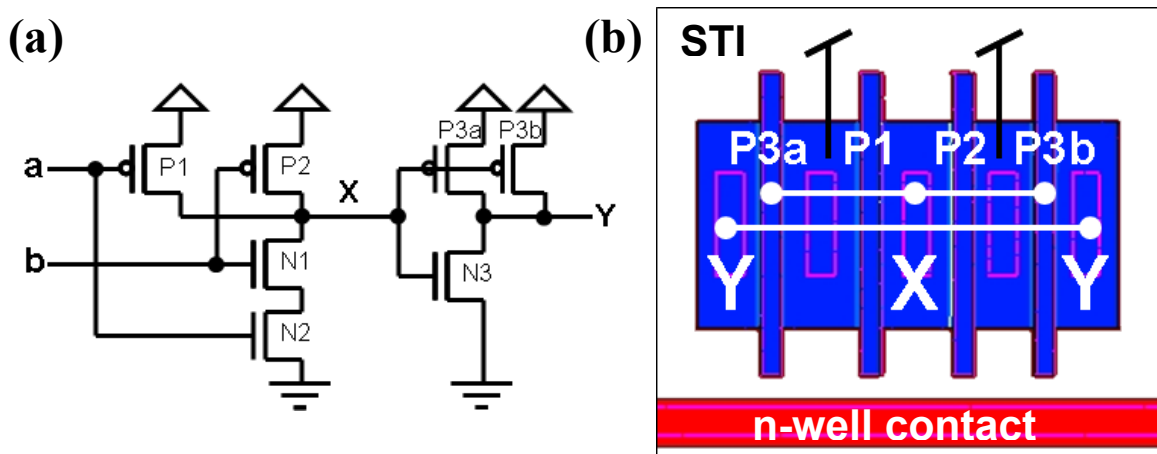 (a)
P3a P3b
a
P1
P2
X
Y
b
N1
N3
N2
(b)
STI
P3a P1 P2 P3b
Y X Y
n-well contact